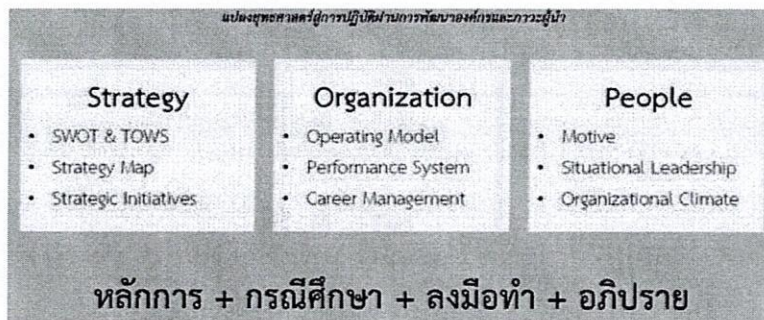 แปลงยุทธศาสตร์สู่การปฏิบัติผ่านการพัฒนาองค์กรและภาวะผู้นำ
Strategy
• SWOT & TOWS
• Strategy Map
• Strategic Initiatives
Organization
• Operating Model
• Performance System
• Career Management
People
• Motive
• Situational Leadership
• Organizational Climate
หลักการ + กรณีศึกษา + ลงมือทำ + อภิปราย